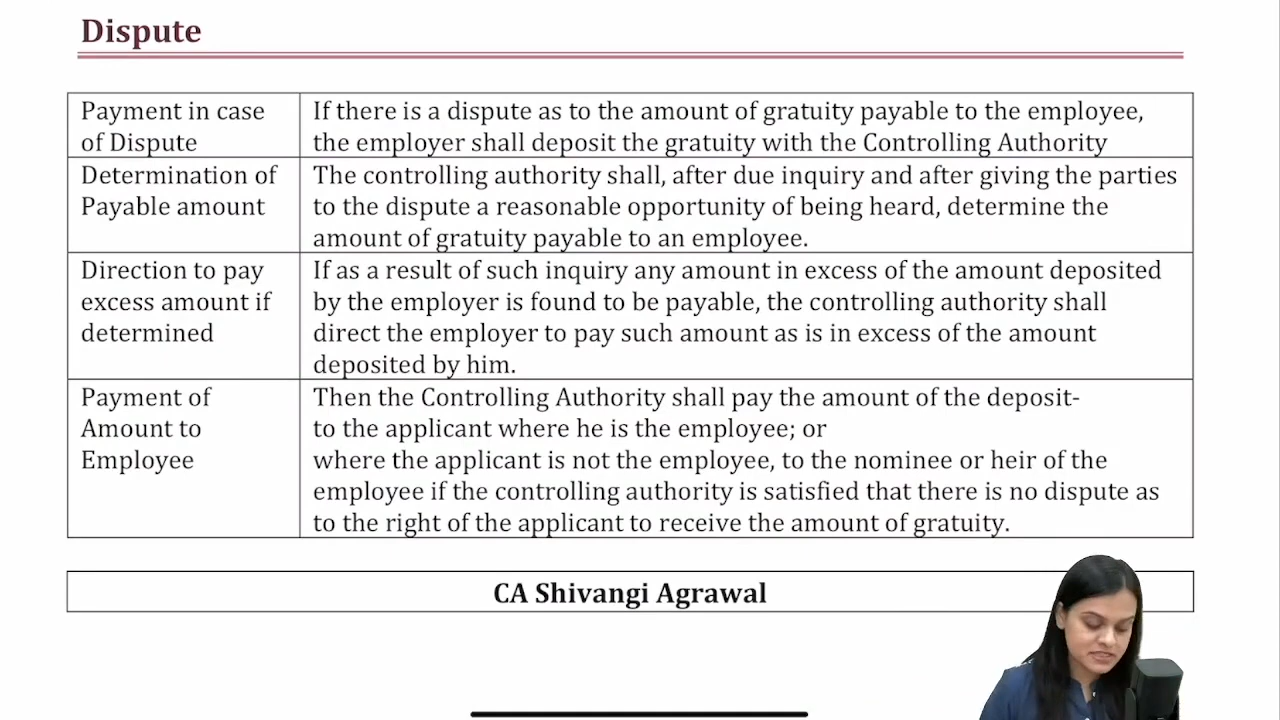 Dispute
Payment in case
of Dispute
If there is a dispute as to the amount of gratuity payable to the employee,
the employer shall deposit the gratuity with the Controlling Authority
Determination of
Payable amount
The controlling authority shall, after due inquiry and after giving the parties
to the dispute a reasonable opportunity of being heard, determine the
amount of gratuity payable to an employee.
Direction to pay
excess amount if
determined
If as a result of such inquiry any amount in excess of the amount deposited
by the employer is found to be payable, the controlling authority shall
direct the employer to pay such amount as is in excess of the amount
deposited by him.
Payment of
Amount to
Employee
Then the Controlling Authority shall pay the amount of the deposit-
to the applicant where he is the employee; or
where the applicant is not the employee, to the nominee or heir of the
employee if the controlling authority is satisfied that there is no dispute as
to the right of the applicant to receive the amount of gratuity.
CA Shivangi Agrawal